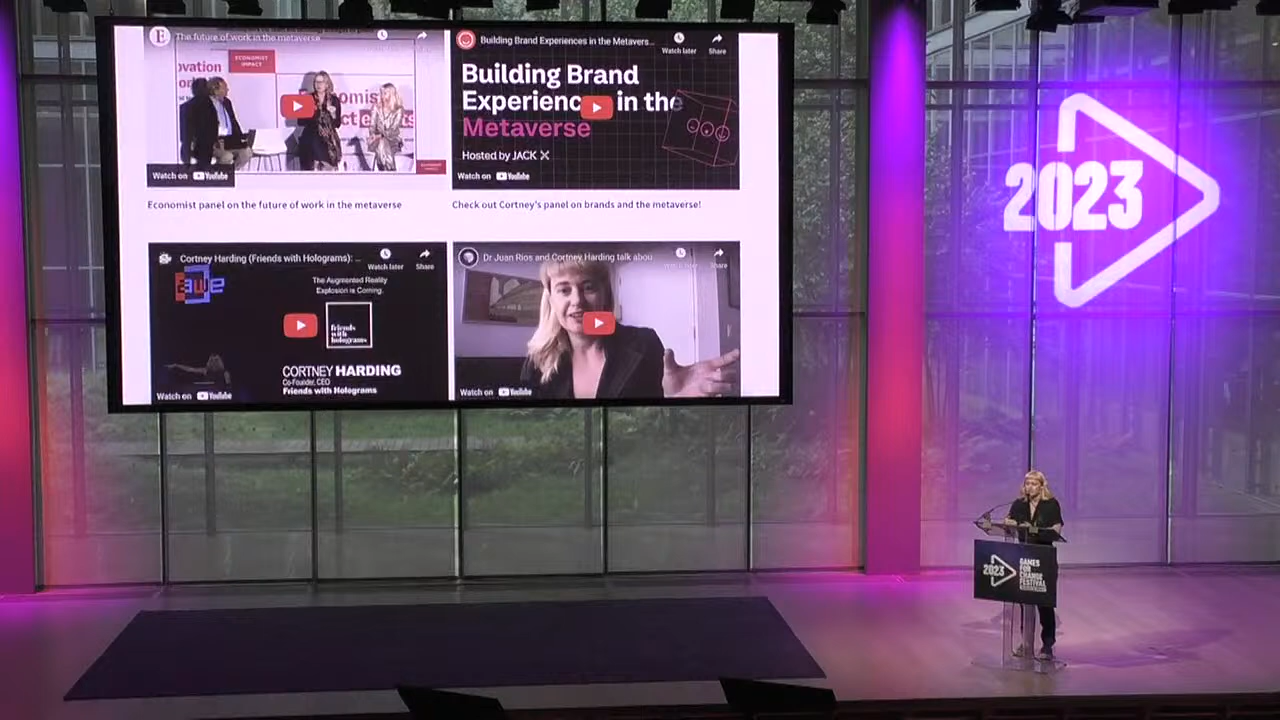 The future of work in the metaverse
ovation
ECONOMIST
IMPACT
Watch on YouTube
Economist panel on the future of work in the metaverse
Building Brand Experiences in the Metavers...
Watch later
Share
Building Brand
Experiences in the
Metaverse
Hosted by JACK X
Watch on YouTube
Check out Cortney's panel on brands and the metaverse!
Cortney Harding (Friends with Holograms): ...
Watch later
Share
awe
The Augmented Reality
Explosion is Coming.
friends
with
holograms
CORTNEY HARDING
Co-Founder, CEO
Friends with Holograms
Watch on YouTube
Dr Juan Rios and Cortney Harding talk abou
Watch later
Share
Watch on YouTube
2023
2023
GAMES
FOR
CHANGE
FESTIVAL